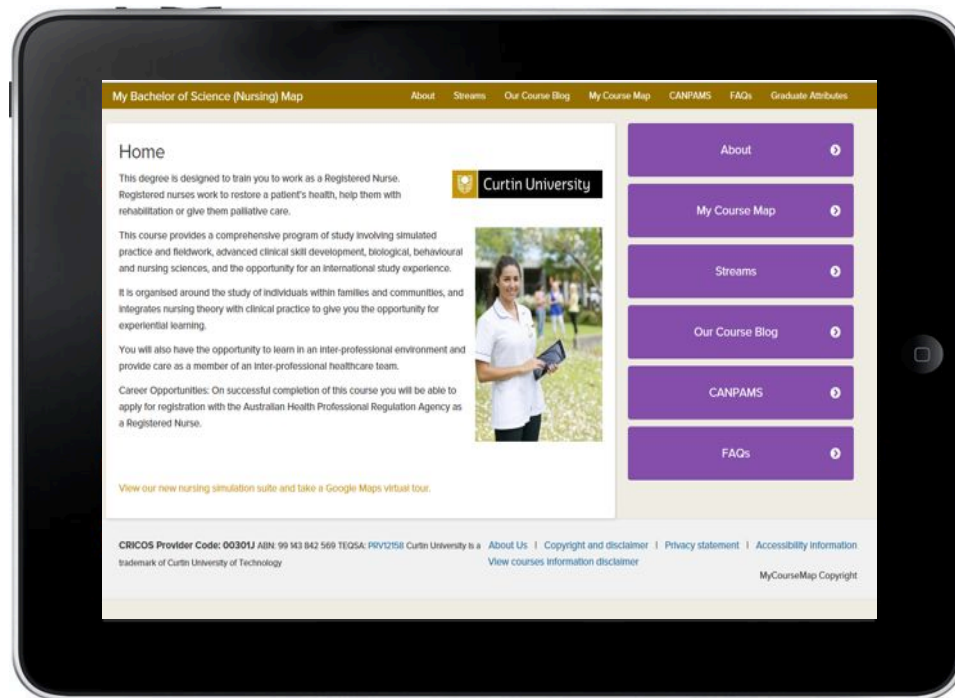 My Bachelor of Science (Nursing) Map
About Streams Our Course Blog My Course Map CANPAMS FAQs Graduate Attributes
Home
This degree is designed to train you to work as a Registered Nurse.
Registered nurses work to restore a patient's health, help them with
rehabilitation or give them palliative care.
This course provides a comprehensive program of study involving simulated
practice and fieldwork, advanced clinical skill development, biological, behavioural
and nursing sciences, and the opportunity for an international study experience.
It is organised around the study of individuals within families and communities, and
integrates nursing theory with clinical practice to give you the opportunity for
experiential learning.
You will also have the opportunity to learn in an inter-professional environment and
provide care as a member of an inter-professional healthcare team.
Career Opportunities: On successful completion of this course you will be able to
apply for registration with the Australian Health Professional Regulation Agency as
a Registered Nurse.
View our new nursing simulation suite and take a Google Maps virtual tour.
Curtin University
About
My Course Map
Streams
Our Course Blog
CANPAMS
FAQs
CRICOS Provider Code: 00301J ABN: 99 143 842 569 TEQSA: PRV12158 Curtin University is a
trademark of Curtin University of Technology
About Us | Copyright and disclaimer | Privacy statement | Accessibility information
View courses information disclaimer
MyCourseMap Copyright